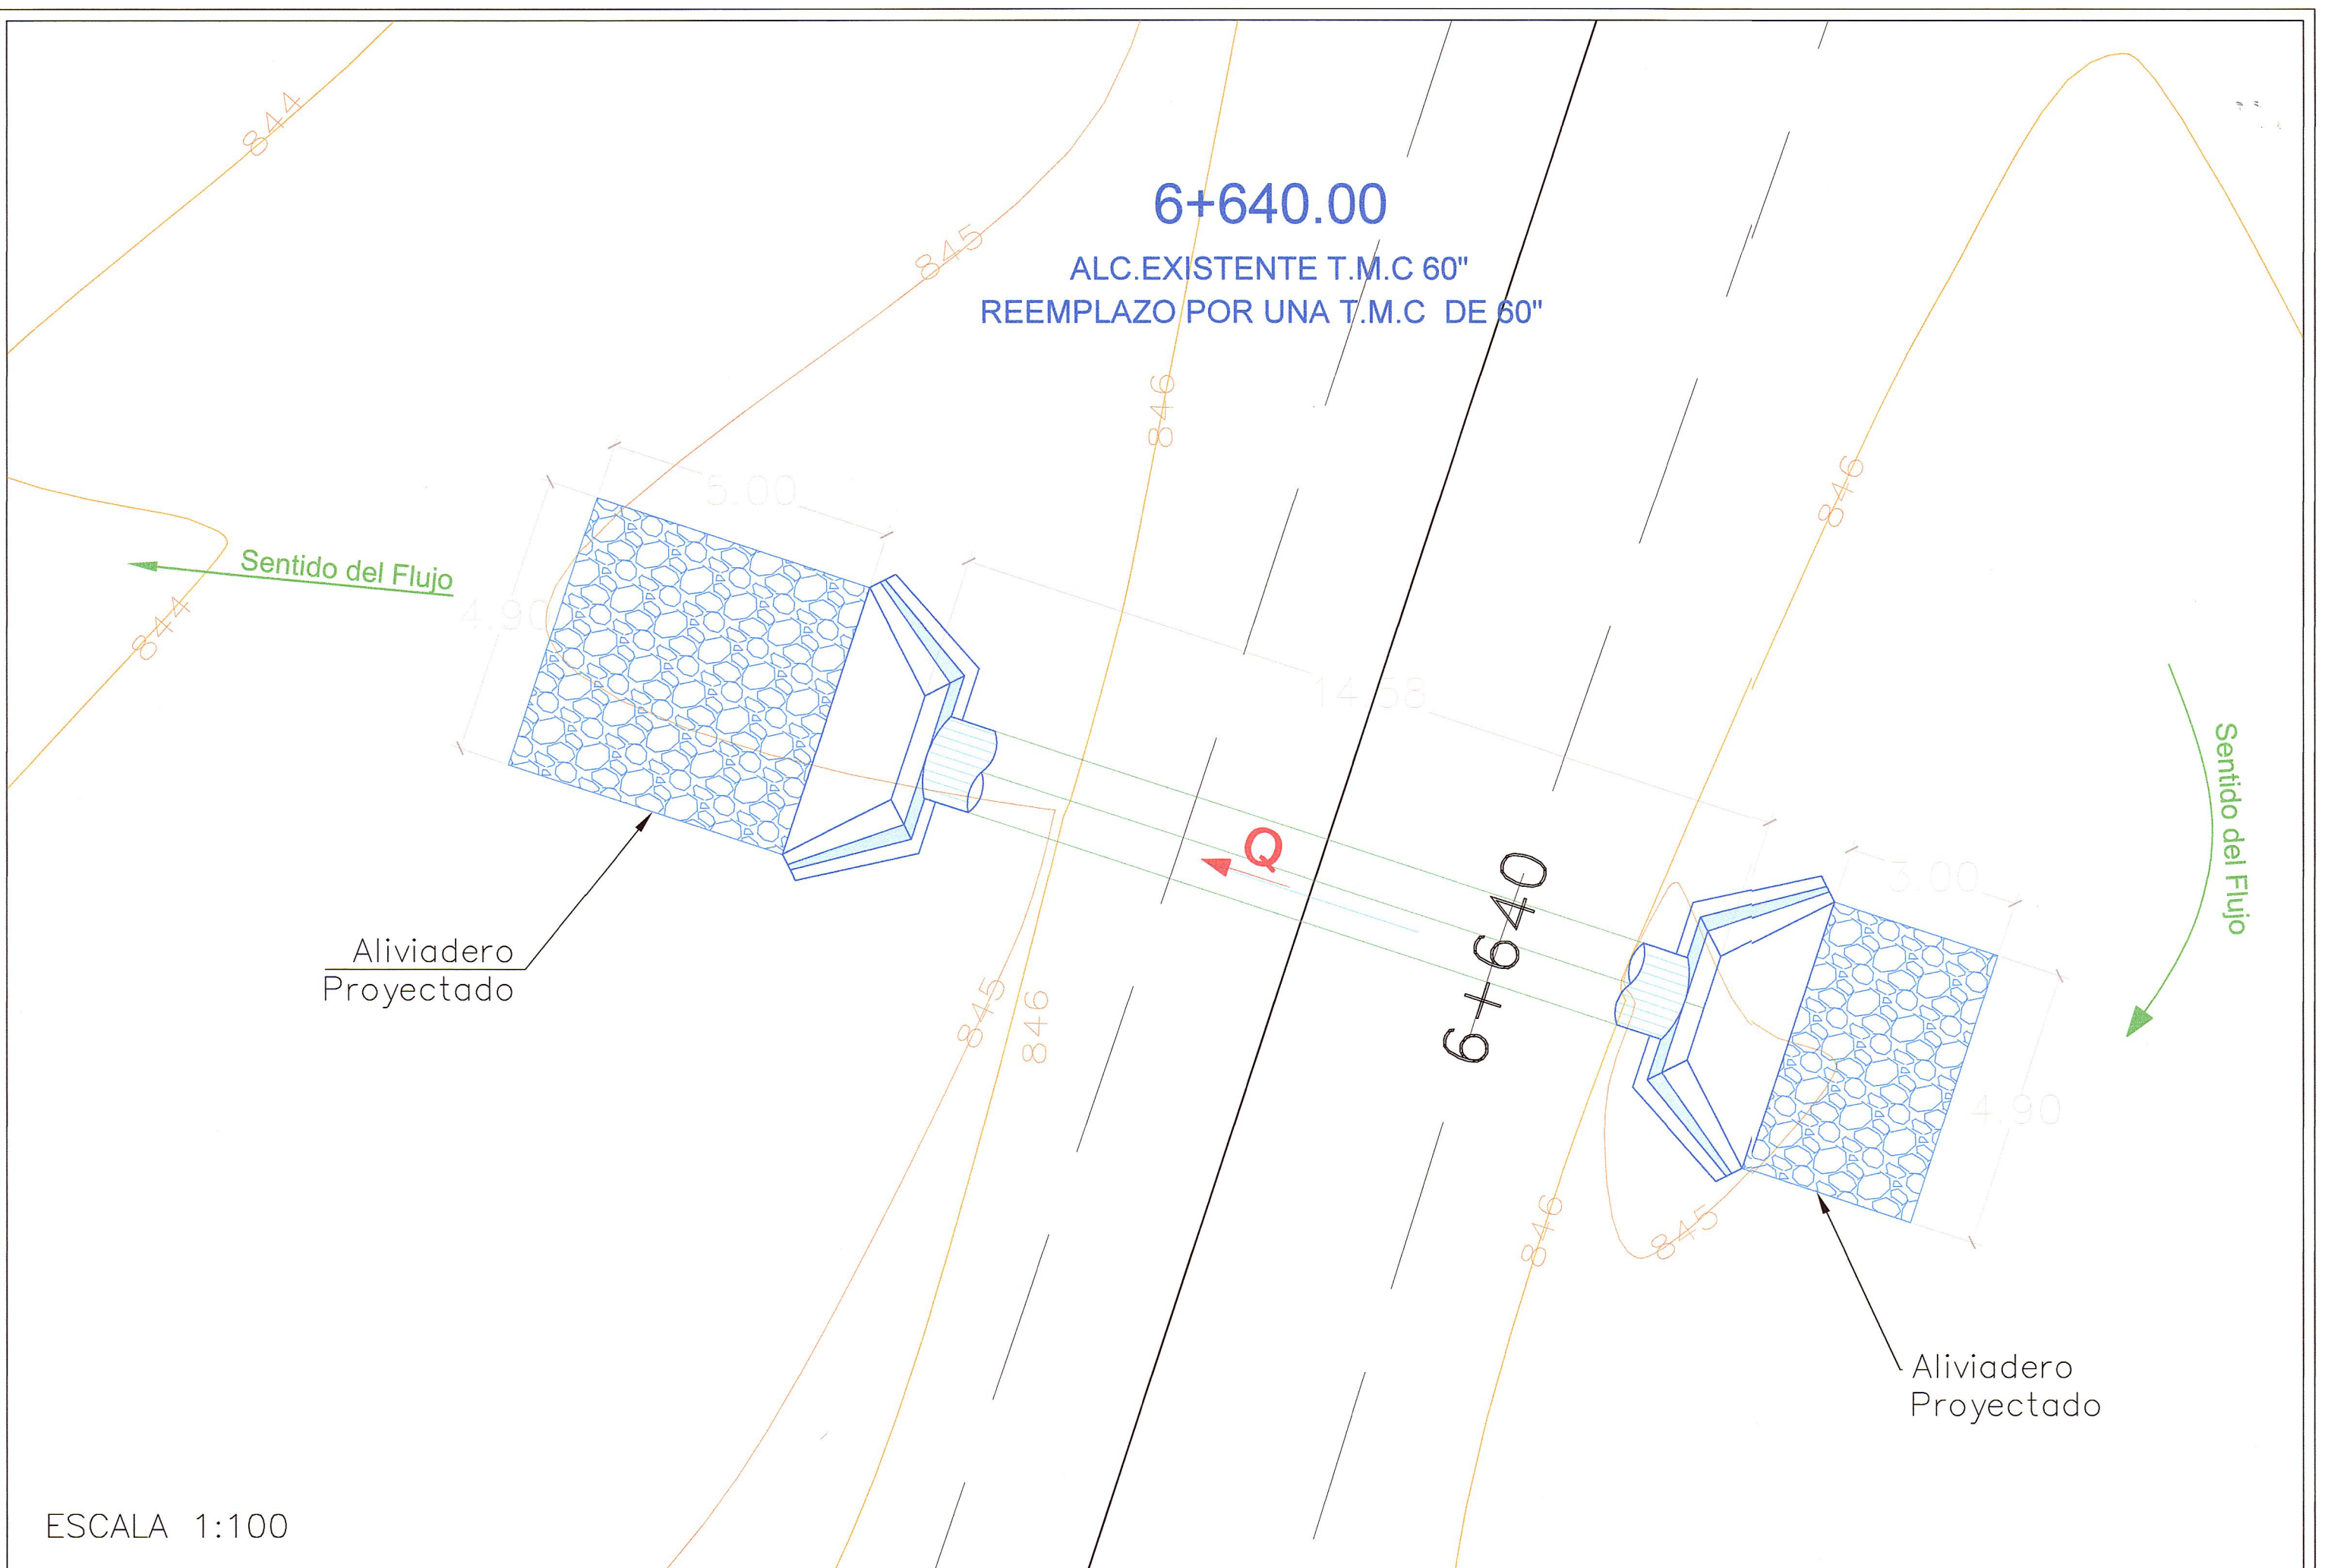 844
845
6+640.00
ALC.EXISTENTE T.M.C 60"
REEMPLAZO POR UNA T.M.C  DE 60"
846
846
5.00
Sentido del Flujo
4.90
844
14.58
Sentido del Flujo
Q
6+640
3.00
Aliviadero
Proyectado
845
846
4.90
846
845
Aliviadero
Proyectado
ESCALA 1:100